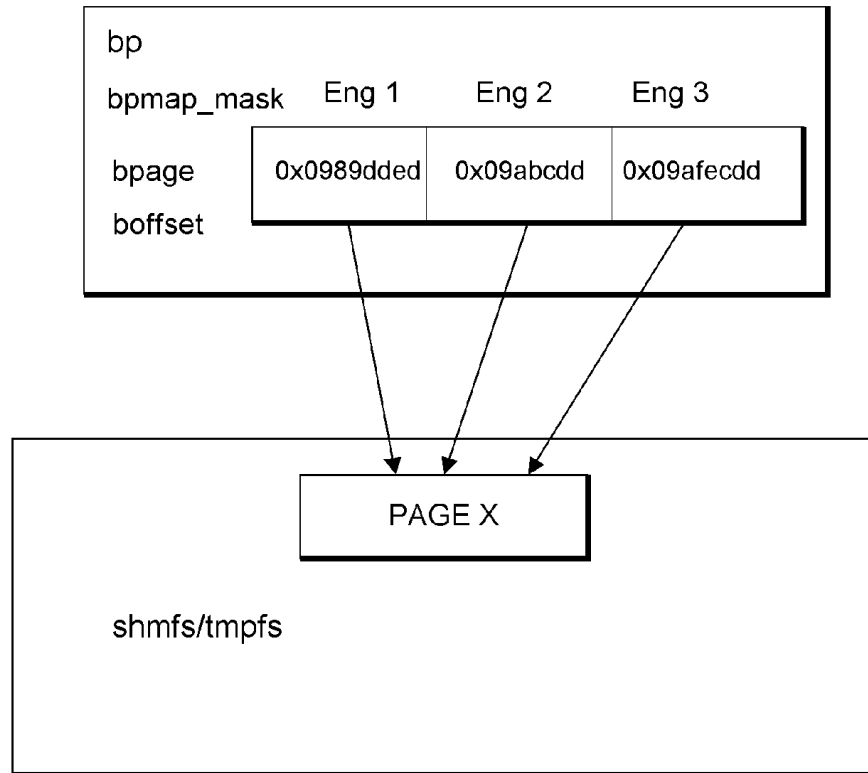 bp
bpmap_mask Eng 1 Eng 2 Eng 3
bpage 0x0989dded 0x09abcdd 0x09afecdd
boffset
PAGE X
shmfs/tmpfs